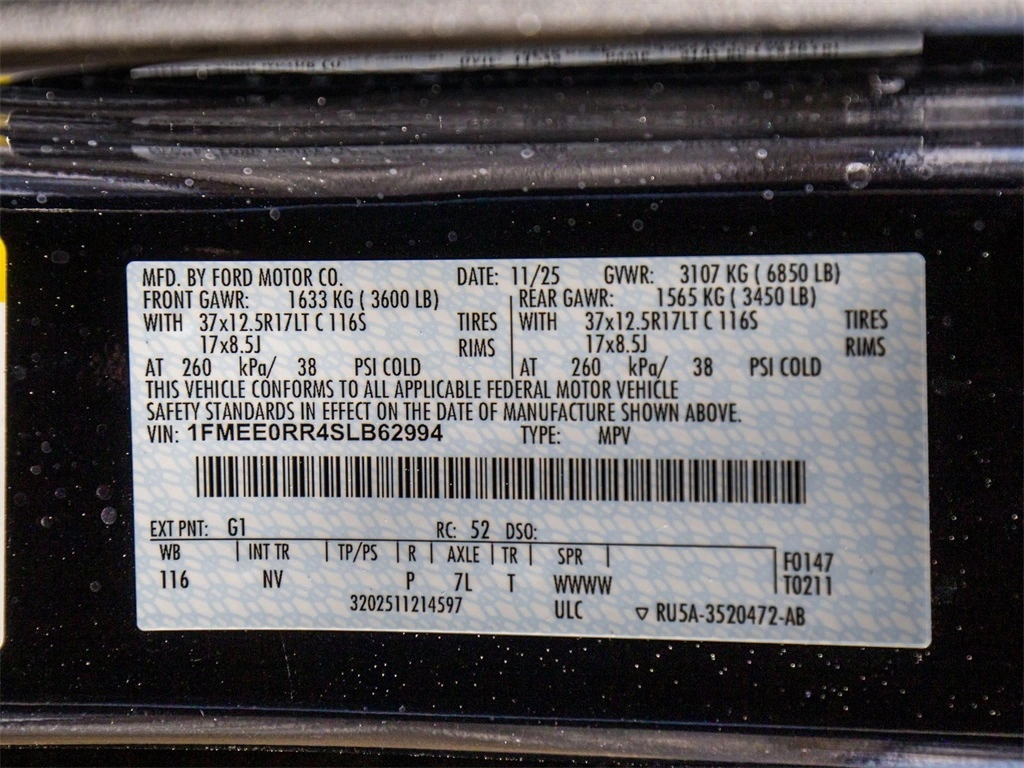 MFD. BY FORD MOTOR CO. DATE: 11/25 GVWR: 3107 KG ( 6850 LB)
FRONT GAWR: 1633 KG ( 3600 LB) REAR GAWR: 1565 KG ( 3450 LB)
WITH 37x12.5R17LT C 116S TIRES WITH 37x12.5R17LT C 116S TIRES
17x8.5J RIMS 17x8.5J RIMS
AT 260 kPa/ 38 PSI COLD AT 260 kPa/ 38 PSI COLD
THIS VEHICLE CONFORMS TO ALL APPLICABLE FEDERAL MOTOR VEHICLE
SAFETY STANDARDS IN EFFECT ON THE DATE OF MANUFACTURE SHOWN ABOVE.
VIN: 1FMEE0RR4SLB62994 TYPE: MPV
EXT PNT: G1 RC: 52 DSO:
WB INT TR TP/PS R AXLE TR SPR F0147
116 NV P 7L T WWWW T0211
3202511214597 ULC ▽ RU5A-3520472-AB